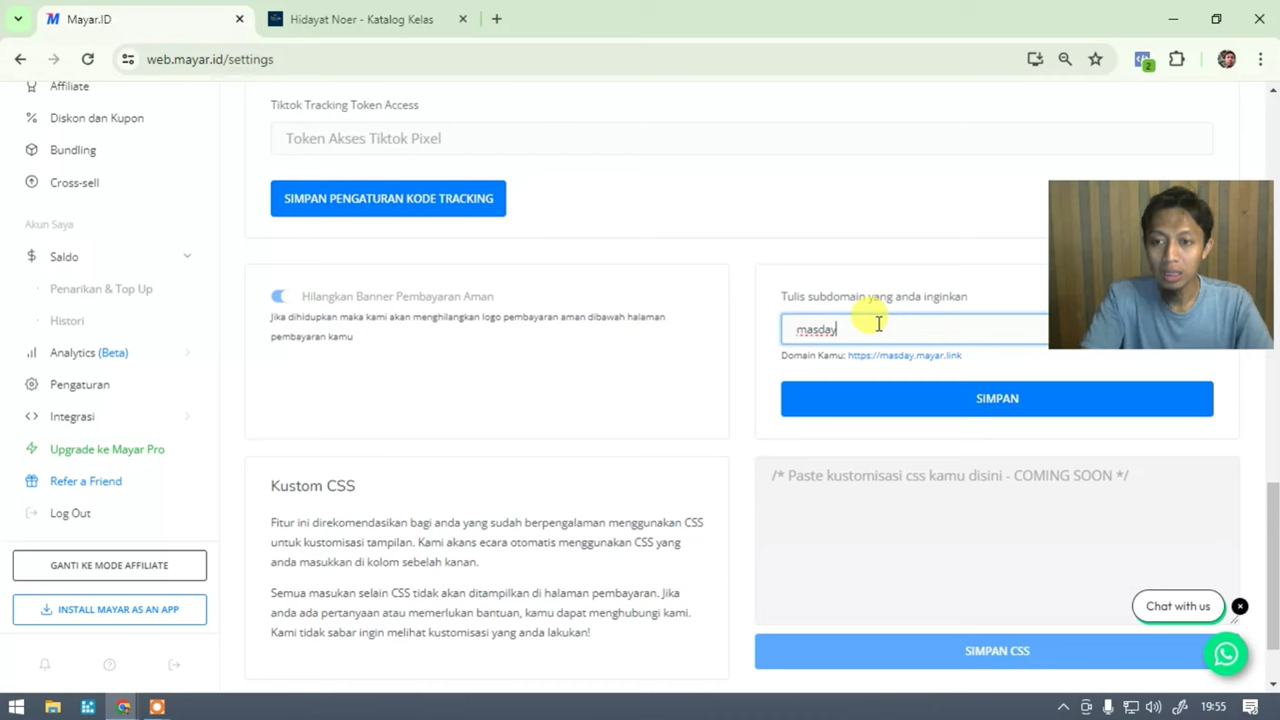 Mayar.ID
Hidayat Noer - Katalog Kelas
web.mayar.id/settings
2
Affiliate
Diskon dan Kupon
Bundling
Cross-sell
Akun Saya
Saldo
Penarikan & Top Up
Histori
Analytics (Beta)
Pengaturan
Integrasi
Upgrade ke Mayar Pro
Refer a Friend
Log Out
GANTI KE MODE AFFILIATE
INSTALL MAYAR AS AN APP
Tiktok Tracking Token Access
Token Akses Tiktok Pixel
SIMPAN PENGATURAN KODE TRACKING
Hilangkan Banner Pembayaran Aman
Jika dihidupkan maka kami akan menghilangkan logo pembayaran aman dibawah halaman
pembayaran kamu
Tulis subdomain yang anda inginkan
masday
Domain Kamu: https://masday.mayar.link
SIMPAN
Kustom CSS
Fitur ini direkomendasikan bagi anda yang sudah berpengalaman menggunakan CSS
untuk kustomisasi tampilan. Kami akans ecara otomatis menggunakan CSS yang
anda masukkan di kolom sebelah kanan.
Semua masukan selain CSS tidak akan ditampilkan di halaman pembayaran. Jika
anda ada pertanyaan atau memerlukan bantuan, kamu dapat menghubungi kami.
Kami tidak sabar ingin melihat kustomisasi yang anda lakukan!
/* Paste kustomisasi css kamu disini - COMING SOON */
Chat with us
SIMPAN CSS
19:55